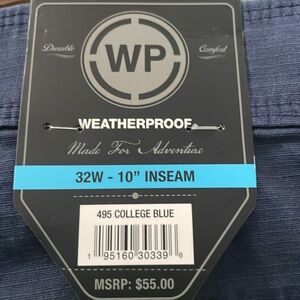 Durable
Comfort
WP
WEATHERPROOF
Made For Adventure
32W - 10” INSEAM
495 COLLEGE BLUE
1 95160 30339 6
MSRP: $55.00